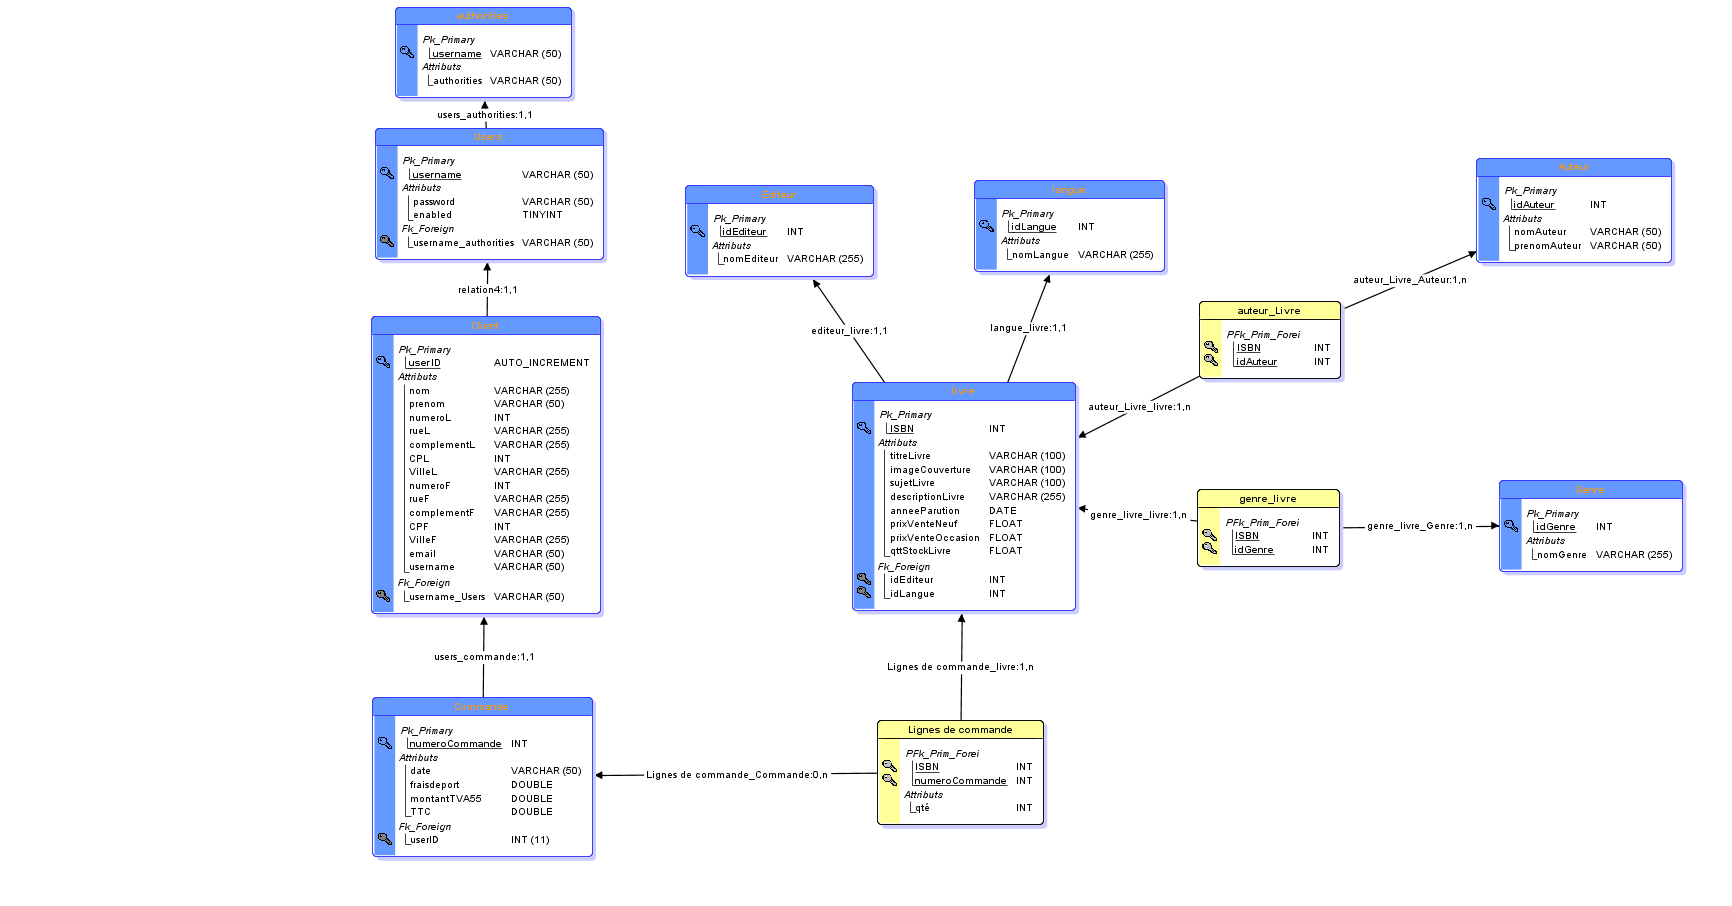 authorities
Pk_Primary
username VARCHAR (50)
Attributs
authorities VARCHAR (50)
users_authorities:1,1
Users
Pk_Primary
username VARCHAR (50)
Attributs
password VARCHAR (50)
enabled TINYINT
Fk_Foreign
username_authorities VARCHAR (50)
relation4:1,1
Client
Pk_Primary
userID AUTO_INCREMENT
Attributs
nom VARCHAR (255)
prenom VARCHAR (50)
numeroL INT
rueL VARCHAR (255)
complementL VARCHAR (255)
CPL INT
VilleL VARCHAR (255)
numeroF INT
rueF VARCHAR (255)
complementF VARCHAR (255)
CPF INT
VilleF VARCHAR (255)
email VARCHAR (50)
username VARCHAR (50)
Fk_Foreign
username_Users VARCHAR (50)
users_commande:1,1
Commande
Pk_Primary
numeroCommande INT
Attributs
date VARCHAR (50)
fraisdeport DOUBLE
montantTVA55 DOUBLE
TTC DOUBLE
Fk_Foreign
userID INT (11)
Editeur
Pk_Primary
idEditeur INT
Attributs
nomEditeur VARCHAR (255)
editeur_livre:1,1
langue
Pk_Primary
idLangue INT
Attributs
nomLangue VARCHAR (255)
langue_livre:1,1
livre
Pk_Primary
ISBN INT
Attributs
titreLivre VARCHAR (100)
imageCouverture VARCHAR (100)
sujetLivre VARCHAR (100)
descriptionLivre VARCHAR (255)
anneeParution DATE
prixVenteNeuf FLOAT
prixVenteOccasion FLOAT
qttStockLivre FLOAT
Fk_Foreign
idEditeur INT
idLangue INT
Lignes de commande_livre:1,n
Lignes de commande
PFk_Prim_Forei
ISBN INT
numeroCommande INT
Attributs
qté INT
Lignes de commande_Commande:0,n
Auteur
Pk_Primary
idAuteur INT
Attributs
nomAuteur VARCHAR (50)
prenomAuteur VARCHAR (50)
auteur_Livre_Auteur:1,n
auteur_Livre
PFk_Prim_Forei
ISBN INT
idAuteur INT
auteur_Livre_livre:1,n
genre_livre
PFk_Prim_Forei
ISBN INT
idGenre INT
genre_livre_livre:1,n
genre_livre_Genre:1,n
Genre
Pk_Primary
idGenre INT
Attributs
nomGenre VARCHAR (255)